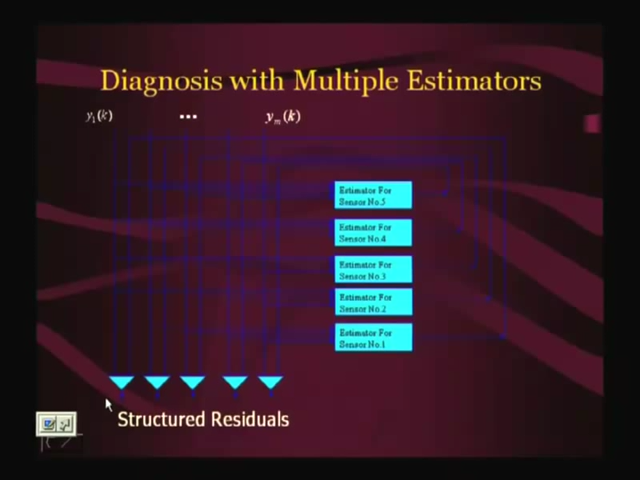 Diagnosis with Multiple Estimators
y₁(k) ... yₘ(k)
Estimator For
Sensor No.5
Estimator For
Sensor No.4
Estimator For
Sensor No.3
Estimator For
Sensor No.2
Estimator For
Sensor No.1
Structured Residuals